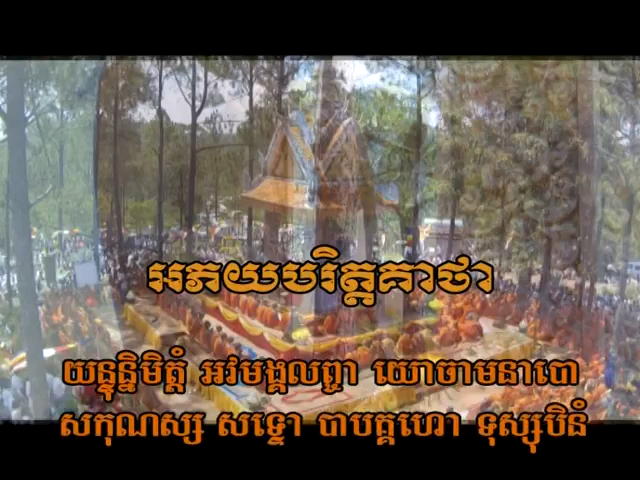 អភយបរិត្តគាថា
យន្ទុន្និមិត្តំ អវមង្គលព្ចា យោចាមនាបោ
សកុណស្ស សទ្ទោ បាបគ្គហោ ទុស្សុបិនំ